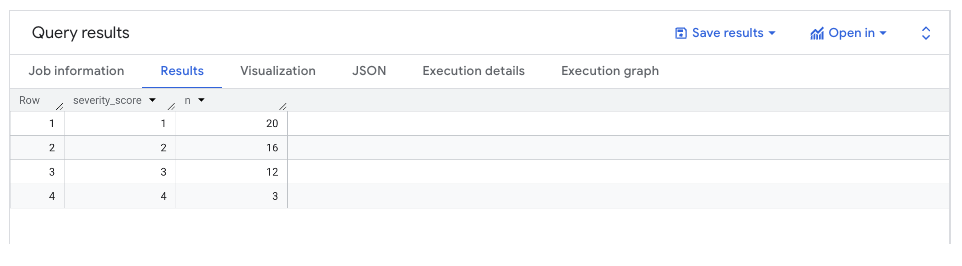 Query results Save results Open in
Job information Results Visualization JSON Execution details Execution graph
Row severity_score n
1 1 20
2 2 16
3 3 12
4 4 3